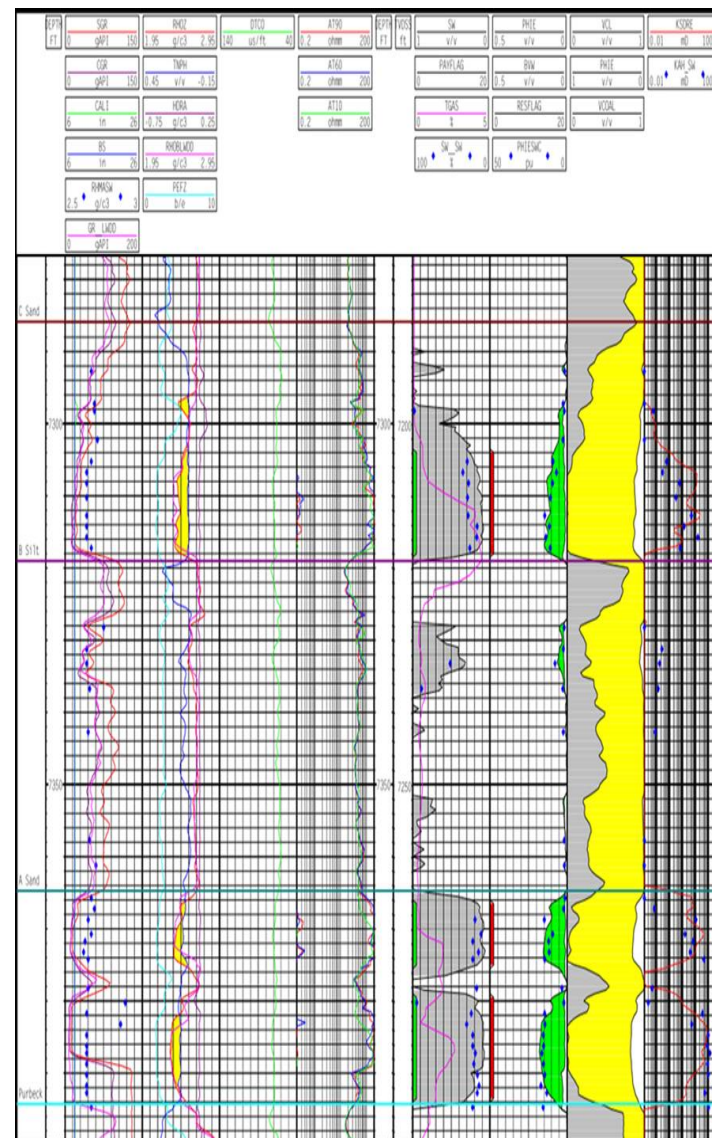 DEPTH
FT
SGR
0 gAPI 150
CGR
0 gAPI 150
CALI
6 in 26
BS
6 in 26
RHMASW
2.5 g/c3 3
GR_LWDD
0 gAPI 200
RHOZ
1.95 g/c3 2.95
TNPH
0.45 v/v -0.15
HDRA
-0.75 g/c3 0.25
RHOBLWDD
1.95 g/c3 2.95
PEFZ
0 b/e 10
DTCO
140 us/ft 40
AT90
0.2 ohmm 200
AT60
0.2 ohmm 200
AT10
0.2 ohmm 200
DEPTH
FT
TVDSS
ft
SW
1 v/v 0
PAYFLAG
0 20
TGAS
0 % 5
SW_SW
100 % 0
PHIE
0.5 v/v 0
BVW
0.5 v/v 0
RESFLAG
0 20
PHIESWC
50 pu 0
VCL
0 v/v 1
PHIE
1 v/v 0
VCOAL
0 v/v 1
KSDRE
0.01 mD 100
KAH_SW
0.01 mD 100
C Sand
7300 7300 7200
B Silt
7350 7350 7250
A Sand
Purbeck